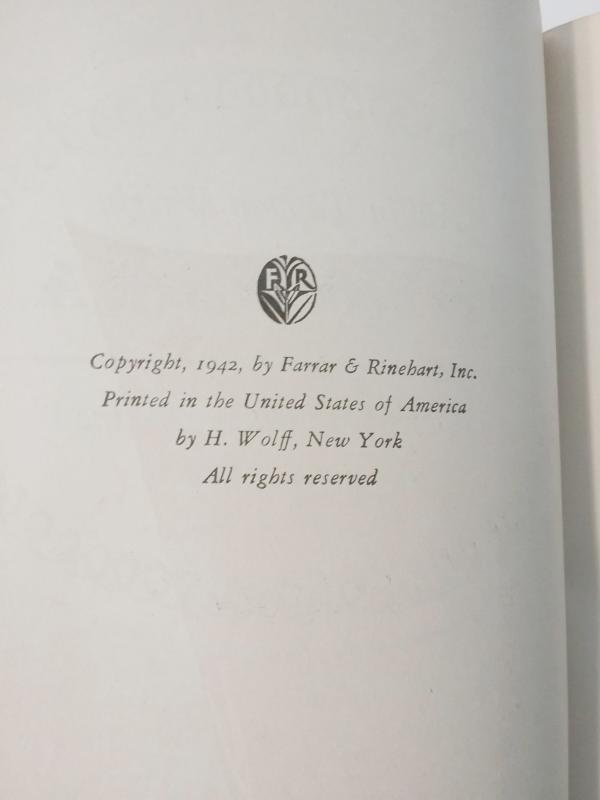 FR
Copyright, 1942, by Farrar & Rinehart, Inc.
Printed in the United States of America
by H. Wolff, New York
All rights reserved